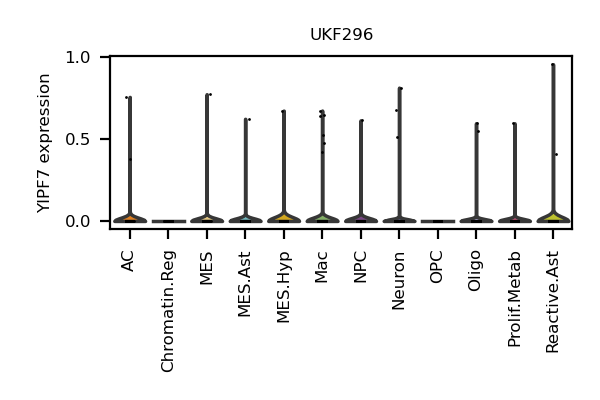 UKF296
YIPF7 expression
1.0
0.5
0.0
AC
Chromatin.Reg
MES
MES.Ast
MES.Hyp
Mac
NPC
Neuron
OPC
Oligo
Prolif.Metab
Reactive.Ast